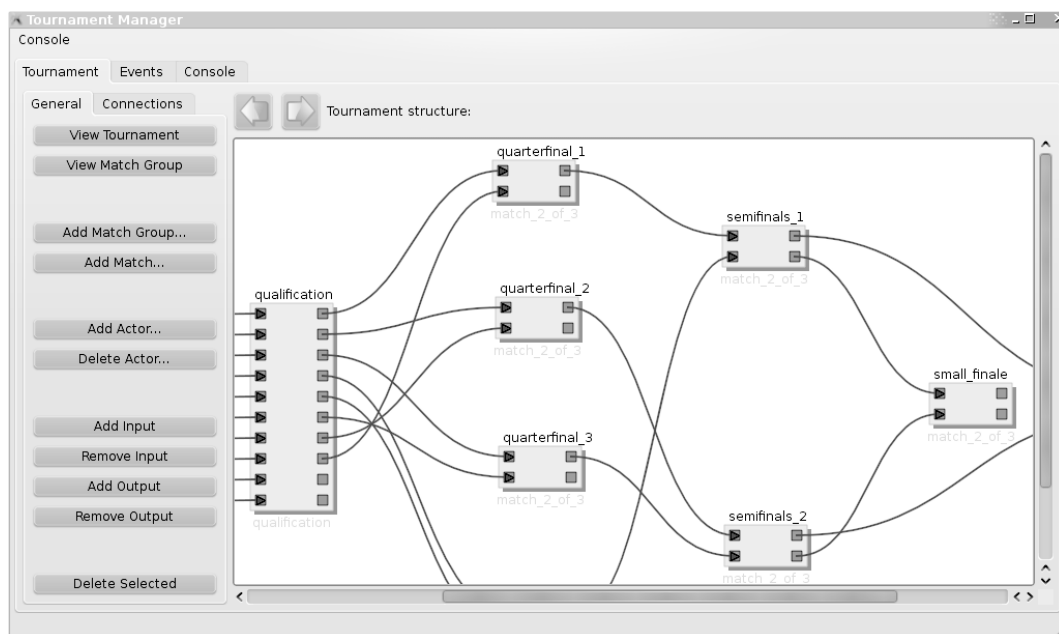 Tournament Manager
Console
Tournament Events Console
General Connections
Tournament structure:
View Tournament
View Match Group
Add Match Group...
Add Match...
Add Actor...
Delete Actor...
Add Input
Remove Input
Add Output
Remove Output
Delete Selected
quarterfinal_1
match_2_of_3
semifinals_1
match_2_of_3
qualification
qualification
quarterfinal_2
match_2_of_3
small_finale
match_2_of_3
quarterfinal_3
match_2_of_3
semifinals_2
match_2_of_3